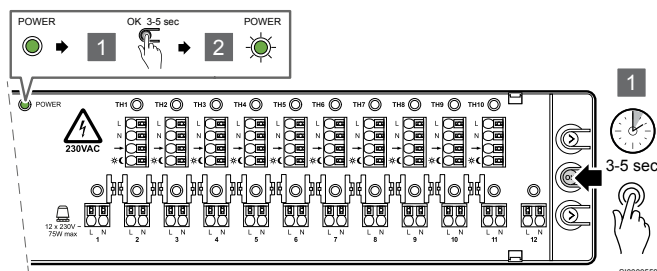 POWER OK 3-5 sec POWER
1 2
POWER TH1 TH2 TH3 TH4 TH5 TH6 TH7 TH8 TH9 TH10
1
L L L L L L L L L L
N N N N N N N N N N
230VAC
3-5 sec
OK
12 x 230V ~
75W max
L N L N L N L N L N L N L N L N L N L N L N L N
1 2 3 4 5 6 7 8 9 10 11 12